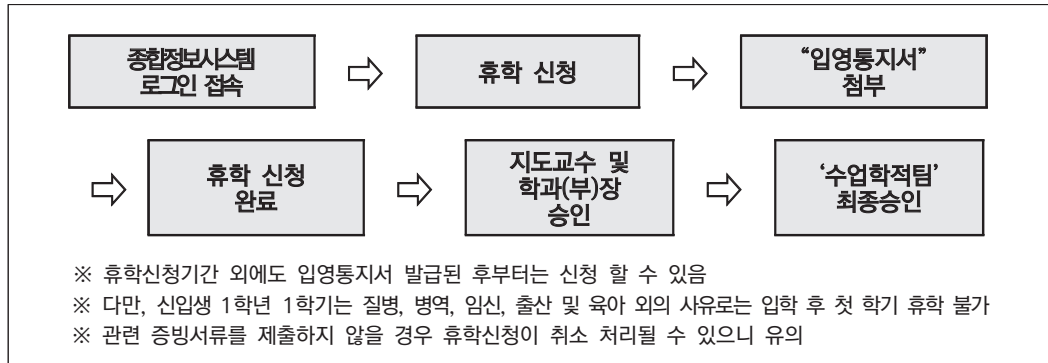 종합정보시스템
로그인 접속
⇨
휴학 신청
⇨
“입영통지서”
첨부
⇨
휴학 신청
완료
⇨
지도교수 및
학과(부)장
승인
⇨
‘수업학적팀’
최종승인
※ 휴학신청기간 외에도 입영통지서 발급된 후부터는 신청 할 수 있음
※ 다만, 신입생 1학년 1학기는 질병, 병역, 임신, 출산 및 육아 외의 사유로는 입학 후 첫 학기 휴학 불가
※ 관련 증빙서류를 제출하지 않을 경우 휴학신청이 취소 처리될 수 있으니 유의